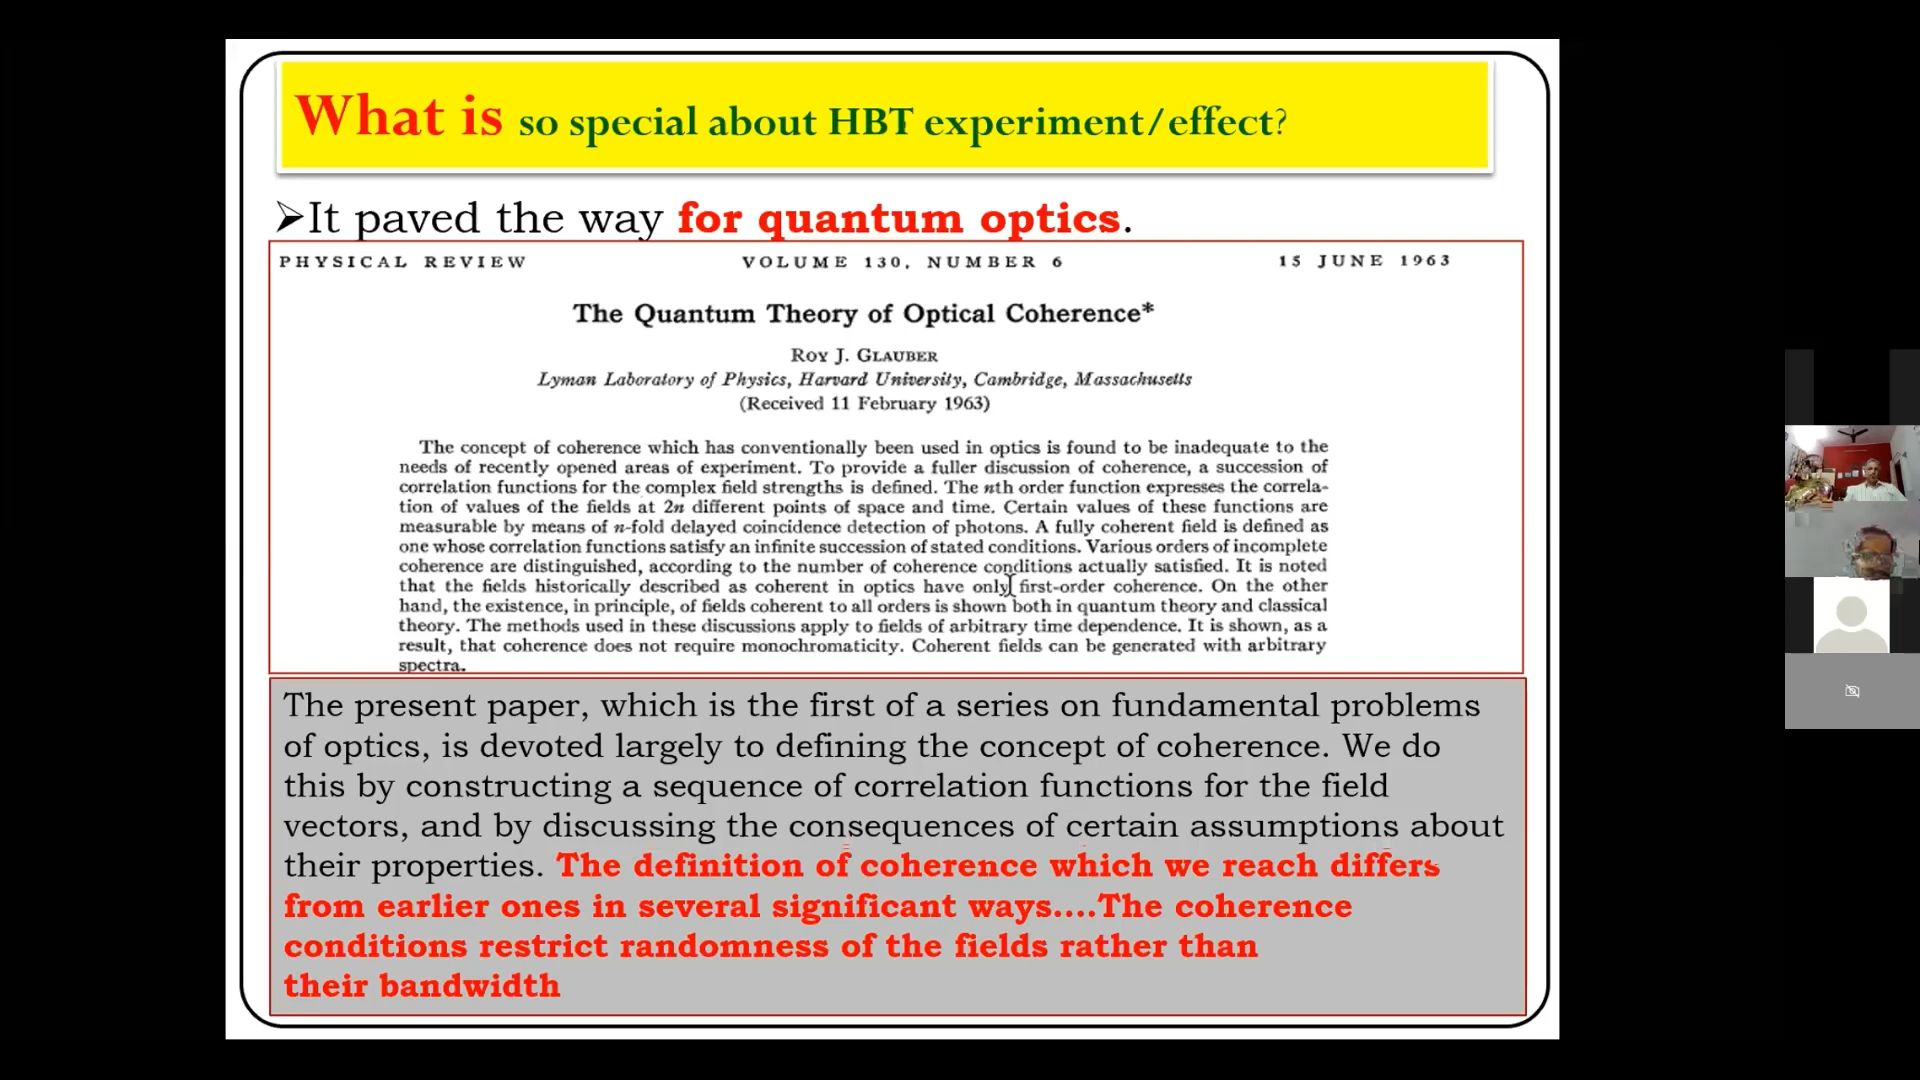 What is so special about HBT experiment/effect?
➢It paved the way for quantum optics.
PHYSICAL REVIEW VOLUME 130, NUMBER 6 15 JUNE 1963
The Quantum Theory of Optical Coherence*
ROY J. GLAUBER
Lyman Laboratory of Physics, Harvard University, Cambridge, Massachusetts
(Received 11 February 1963)
The concept of coherence which has conventionally been used in optics is found to be inadequate to the
needs of recently opened areas of experiment. To provide a fuller discussion of coherence, a succession of
correlation functions for the complex field strengths is defined. The nth order function expresses the correla-
tion of values of the fields at 2n different points of space and time. Certain values of these functions are
measurable by means of n-fold delayed coincidence detection of photons. A fully coherent field is defined as
one whose correlation functions satisfy an infinite succession of stated conditions. Various orders of incomplete
coherence are distinguished, according to the number of coherence conditions actually satisfied. It is noted
that the fields historically described as coherent in optics have only first-order coherence. On the other
hand, the existence, in principle, of fields coherent to all orders is shown both in quantum theory and classical
theory. The methods used in these discussions apply to fields of arbitrary time dependence. It is shown, as a
result, that coherence does not require monochromaticity. Coherent fields can be generated with arbitrary
spectra.
The present paper, which is the first of a series on fundamental problems
of optics, is devoted largely to defining the concept of coherence. We do
this by constructing a sequence of correlation functions for the field
vectors, and by discussing the consequences of certain assumptions about
their properties. The definition of coherence which we reach differs
from earlier ones in several significant ways....The coherence
conditions restrict randomness of the fields rather than
their bandwidth